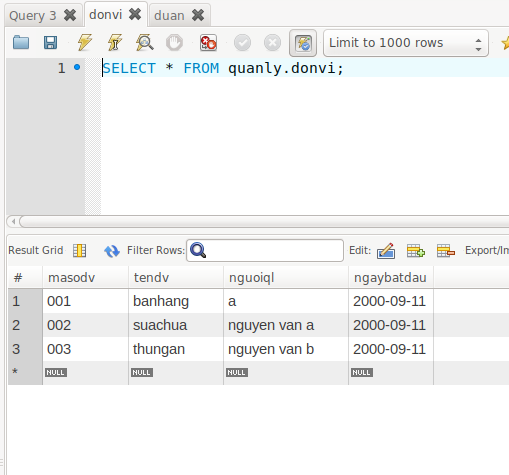 Query 3 donvi duan
Limit to 1000 rows
1 SELECT * FROM quanly.donvi;
Result Grid Filter Rows: Edit: Export/Im
# masodv tendv nguoiql ngaybatdau
1 001 banhang a 2000-09-11
2 002 suachua nguyen van a 2000-09-11
3 003 thungan nguyen van b 2000-09-11
* NULL NULL NULL NULL